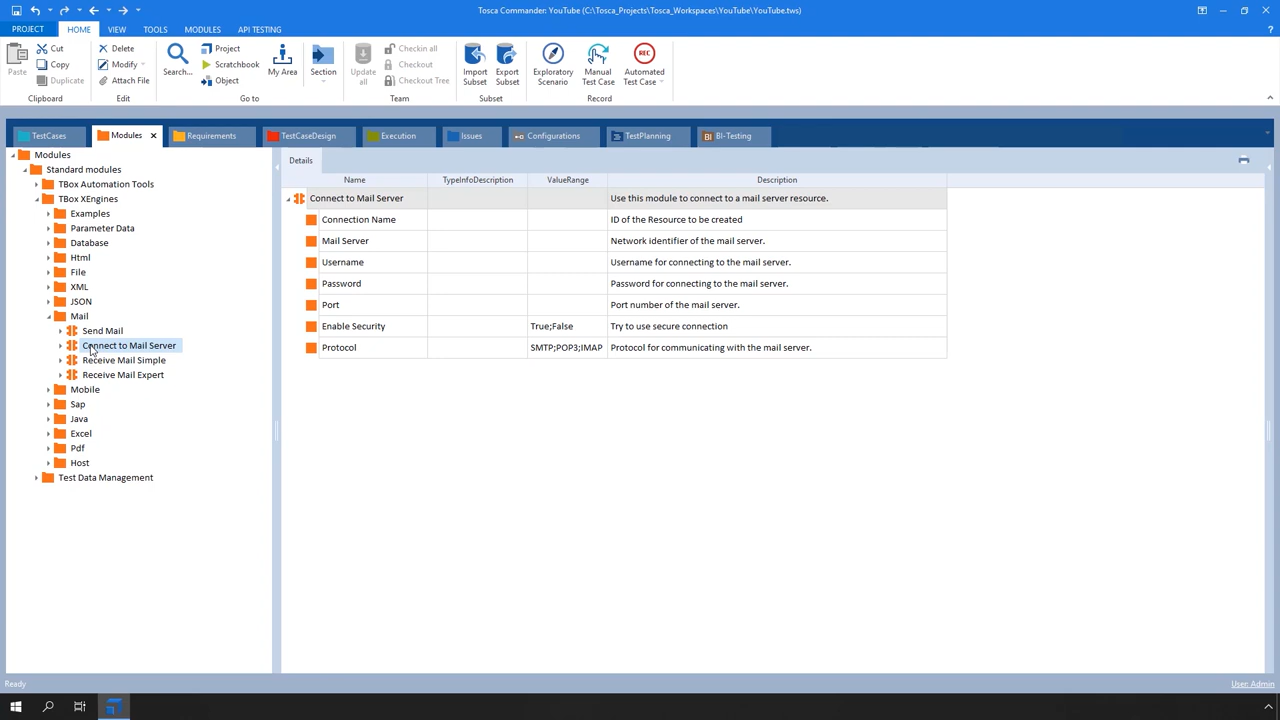 Tosca Commander: YouTube (C:\Tosca_Projects\Tosca_Workspaces\YouTube\YouTube.tws)
PROJECT HOME VIEW TOOLS MODULES API TESTING
Paste
Cut
Copy
Duplicate
Clipboard
Delete
Modify
Attach File
Edit
Search...
Project
Scratchbook
Object
My Area
Go to
Section
Update all
Checkin all
Checkout
Checkout Tree
Team
Import Subset
Export Subset
Subset
Exploratory Scenario
REC
Manual Test Case
Automated Test Case
Record
TestCases Modules Requirements TestCaseDesign Execution Issues Configurations TestPlanning BI-Testing
Modules
Standard modules
TBox Automation Tools
TBox XEngines
Examples
Parameter Data
Database
Html
File
XML
JSON
Mail
Send Mail
Connect to Mail Server
Receive Mail Simple
Receive Mail Expert
Mobile
Sap
Java
Excel
Pdf
Host
Test Data Management
Details
Name TypeInfoDescription ValueRange Description
Connect to Mail Server Use this module to connect to a mail server resource.
Connection Name ID of the Resource to be created
Mail Server Network identifier of the mail server.
Username Username for connecting to the mail server.
Password Password for connecting to the mail server.
Port Port number of the mail server.
Enable Security True;False Try to use secure connection
Protocol SMTP;POP3;IMAP Protocol for communicating with the mail server.
Ready User: Admin